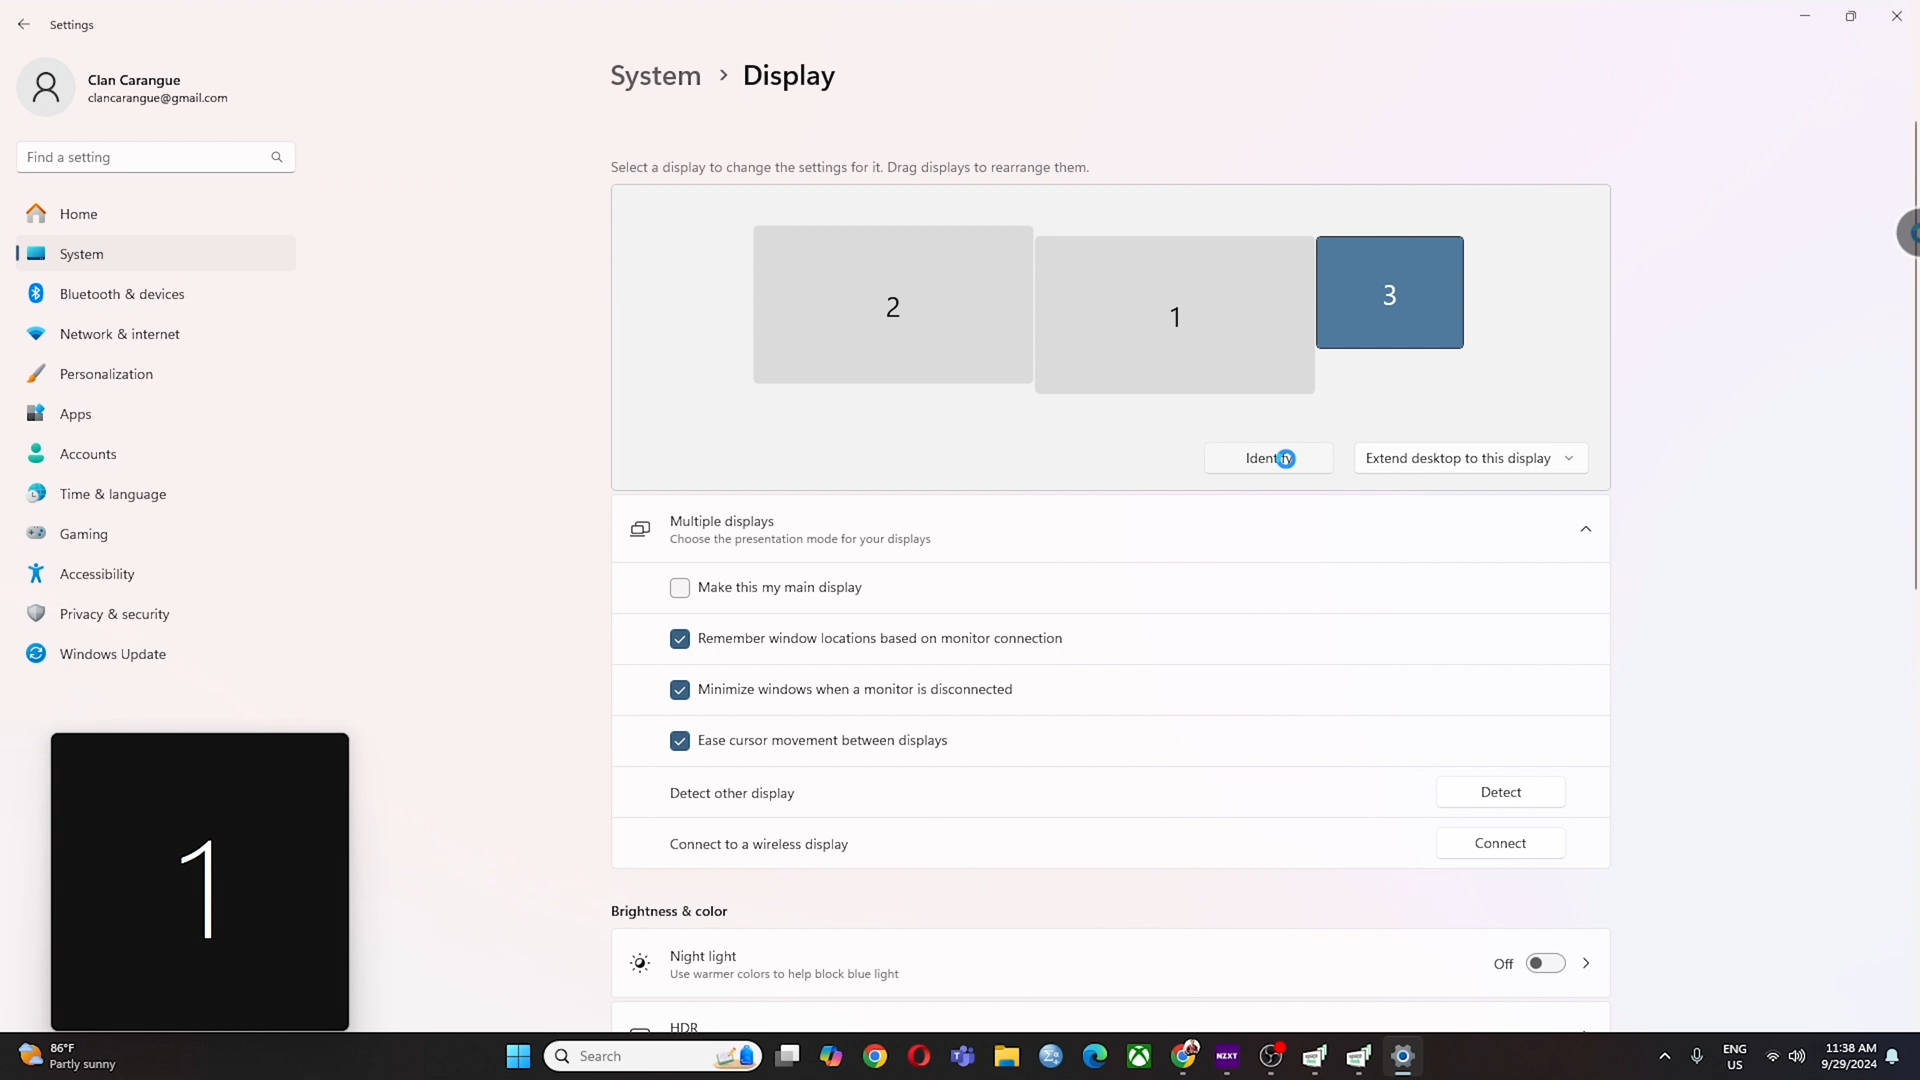 Settings
Clan Carangue
clancarangue@gmail.com
Find a setting
Home
System
Bluetooth & devices
Network & internet
Personalization
Apps
Accounts
Time & language
Gaming
Accessibility
Privacy & security
Windows Update
System > Display
Select a display to change the settings for it. Drag displays to rearrange them.
2
1
3
Identify
Extend desktop to this display
Multiple displays
Choose the presentation mode for your displays
Make this my main display
Remember window locations based on monitor connection
Minimize windows when a monitor is disconnected
Ease cursor movement between displays
Detect other display
Detect
Connect to a wireless display
Connect
Brightness & color
Night light
Use warmer colors to help block blue light
Off
HDR
1
86°F
Partly sunny
Search
NZXT
ENG
US
11:38 AM
9/29/2024